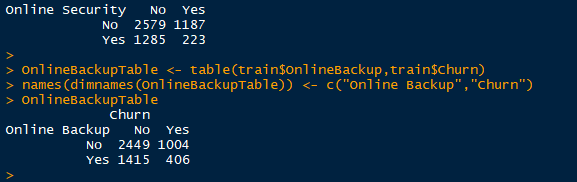 Online Security   No  Yes
             No  2579 1187
             Yes 1285  223
>
> OnlineBackupTable <- table(train$OnlineBackup,train$Churn)
> names(dimnames(OnlineBackupTable)) <- c("Online Backup","Churn")
> OnlineBackupTable
             Churn
Online Backup   No  Yes
          No  2449 1004
          Yes 1415  406
>